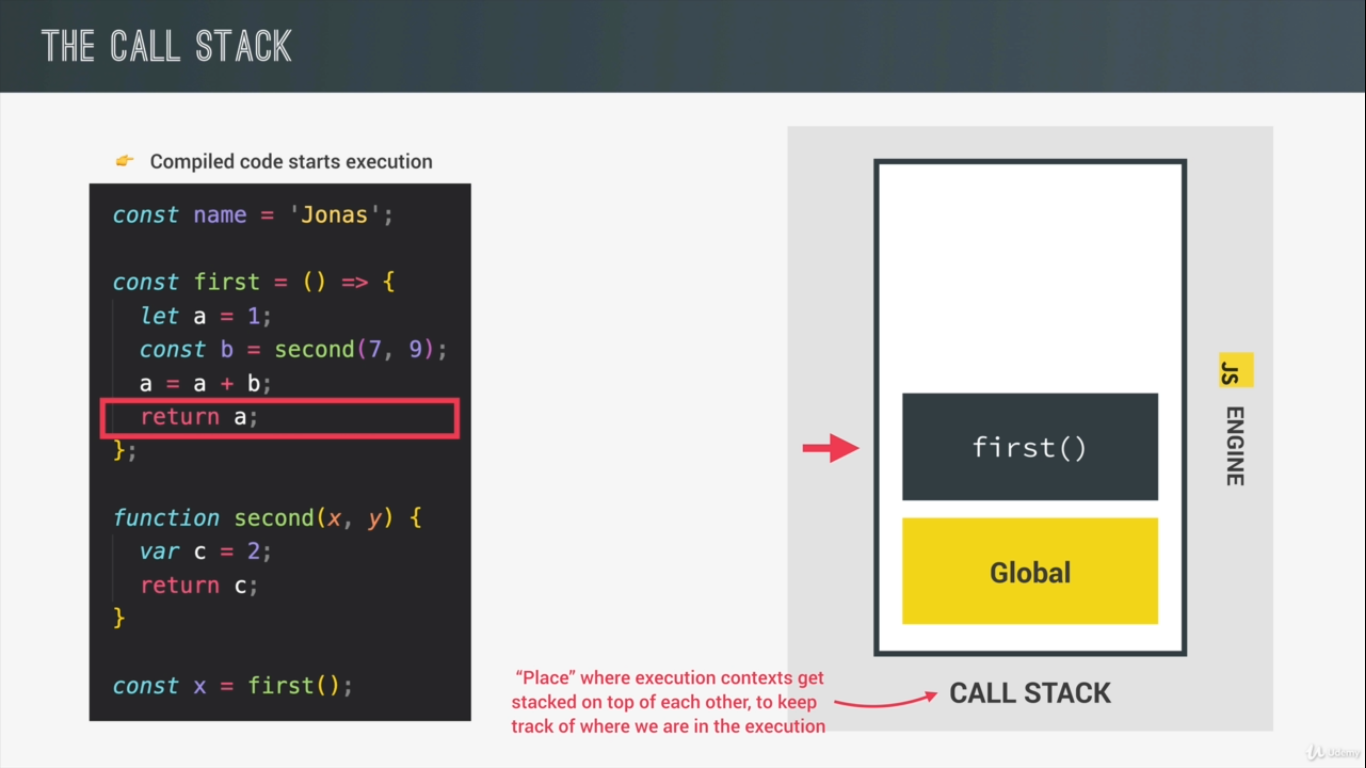 THE CALL STACK
👉 Compiled code starts execution
const name = 'Jonas';
const first = () => {
let a = 1;
const b = second(7, 9);
a = a + b;
return a;
};
function second(x, y) {
var c = 2;
return c;
}
const x = first();
first()
Global
JS ENGINE
“Place” where execution contexts get
stacked on top of each other, to keep
track of where we are in the execution
CALL STACK
Udemy